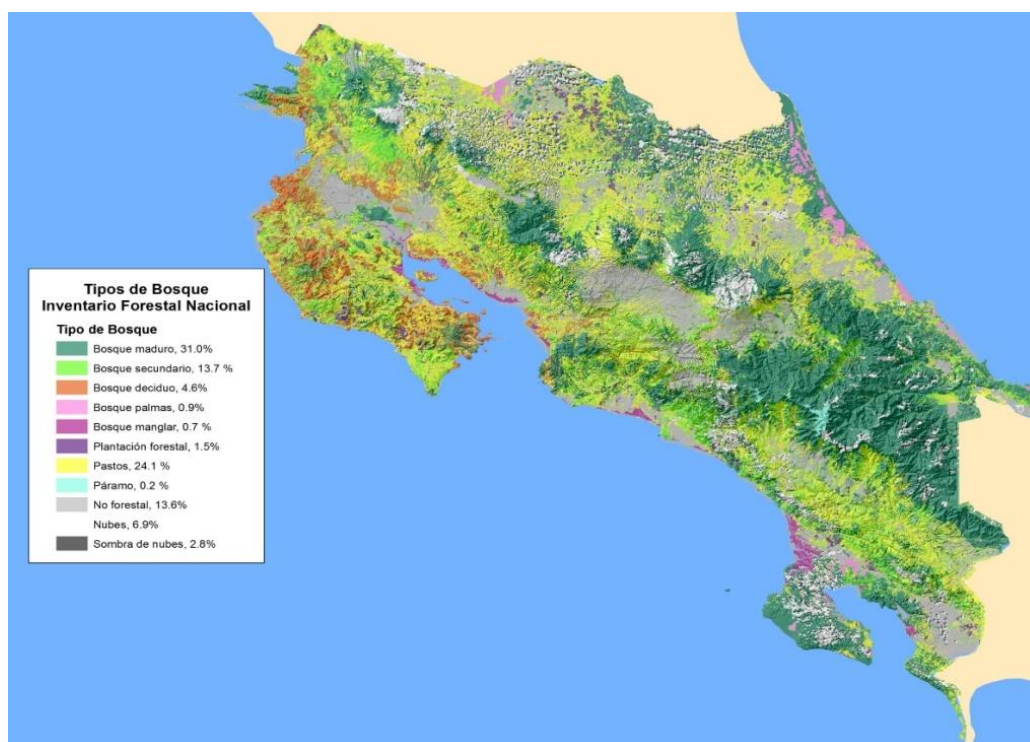 Tipos de Bosque
Inventario Forestal Nacional
Tipo de Bosque
Bosque maduro, 31.0%
Bosque secundario, 13.7 %
Bosque deciduo, 4.6%
Bosque palmas, 0.9%
Bosque manglar, 0.7 %
Plantación forestal, 1.5%
Pastos, 24.1 %
Páramo, 0.2 %
No forestal, 13.6%
Nubes, 6.9%
Sombra de nubes, 2.8%